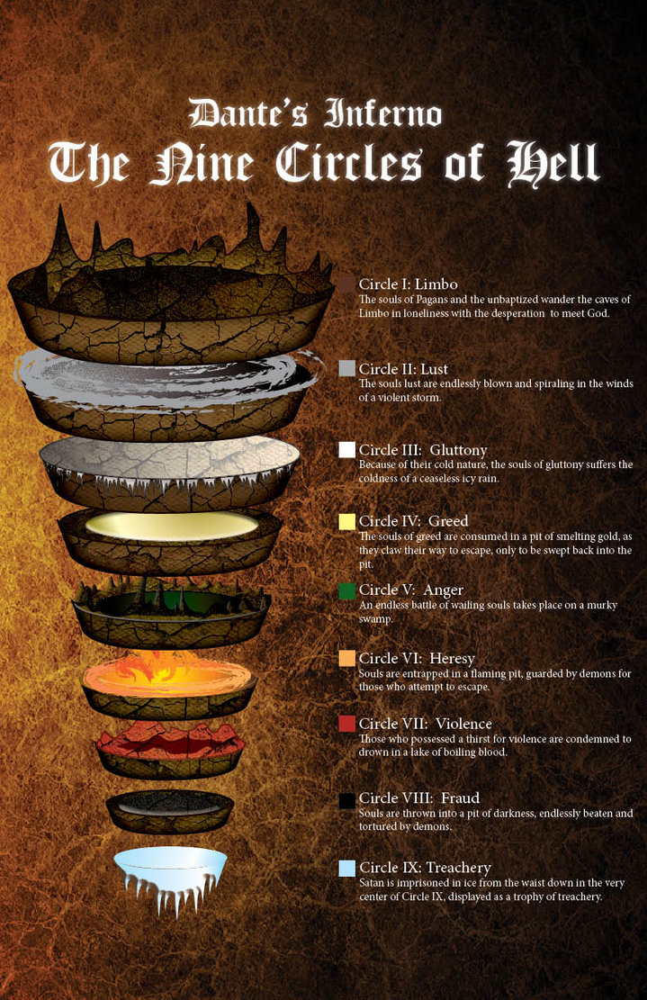 Dante's Inferno
The Nine Circles of Hell
Circle I: Limbo
The souls of Pagans and the unbaptized wander the caves of
Limbo in loneliness with the desperation to meet God.
Circle II: Lust
The souls lust are endlessly blown and spiraling in the winds
of a violent storm.
Circle III: Gluttony
Because of their cold nature, the souls of gluttony suffers the
coldness of a ceaseless icy rain.
Circle IV: Greed
The souls of greed are consumed in a pit of smelting gold, as
they claw their way to escape, only to be swept back into the
pit.
Circle V: Anger
An endless battle of wailing souls takes place on a murky
swamp.
Circle VI: Heresy
Souls are entrapped in a flaming pit, guarded by demons for
those who attempt to escape.
Circle VII: Violence
Those who possessed a thirst for violence are condemned to
drown in a lake of boiling blood.
Circle VIII: Fraud
Souls are thrown into a pit of darkness, endlessly beaten and
tortured by demons.
Circle IX: Treachery
Satan is imprisoned in ice from the waist down in the very
center of Circle IX, displayed as a trophy of treachery.